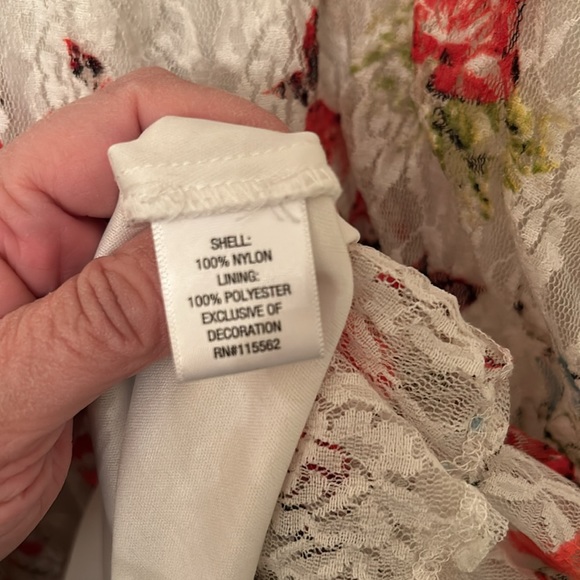 SHELL:
100% NYLON
LINING:
100% POLYESTER
EXCLUSIVE OF
DECORATION
RN#115562